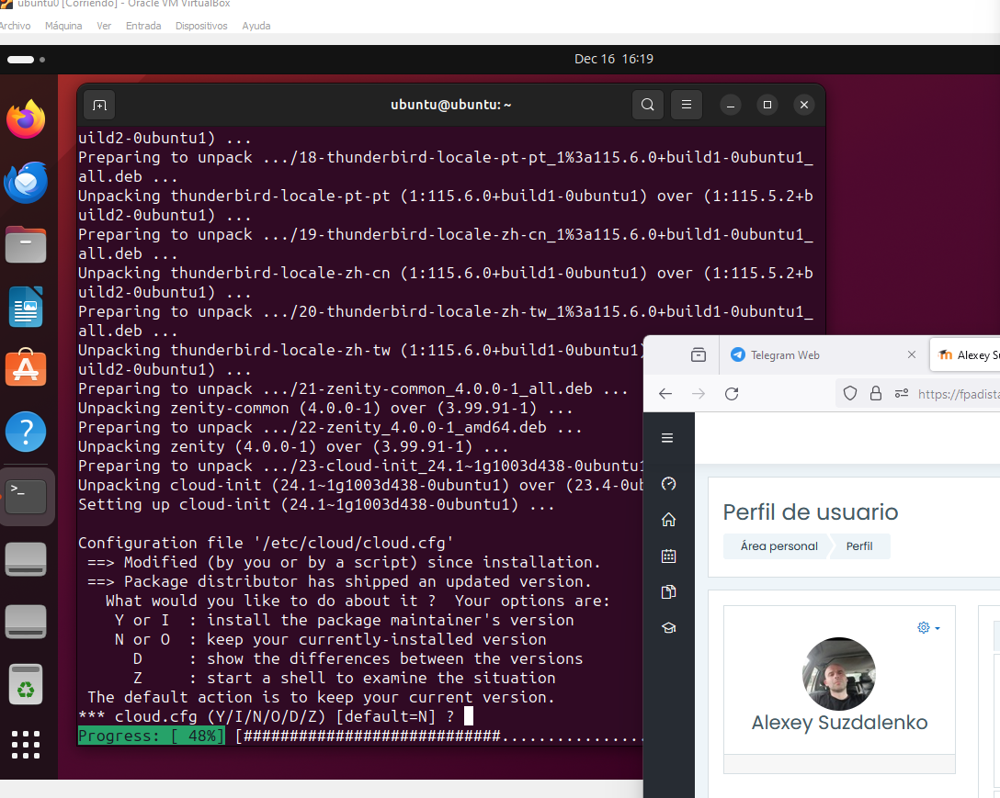 ubuntu0 [Corriendo] - Oracle VM VirtualBox
Archivo Máquina Ver Entrada Dispositivos Ayuda
Dec 16 16:19
ubuntu@ubuntu: ~
uild2-0ubuntu1) ...
Preparing to unpack .../18-thunderbird-locale-pt-pt_1%3a115.6.0+build1-0ubuntu1_
all.deb ...
Unpacking thunderbird-locale-pt-pt (1:115.6.0+build1-0ubuntu1) over (1:115.5.2+b
uild2-0ubuntu1) ...
Preparing to unpack .../19-thunderbird-locale-zh-cn_1%3a115.6.0+build1-0ubuntu1_
all.deb ...
Unpacking thunderbird-locale-zh-cn (1:115.6.0+build1-0ubuntu1) over (1:115.5.2+b
uild2-0ubuntu1) ...
Preparing to unpack .../20-thunderbird-locale-zh-tw_1%3a115.6.0+build1-0ubuntu1_
all.deb ...
Unpacking thunderbird-locale-zh-tw (1:115.6.0+build1-0ubuntu1)
uild2-0ubuntu1) ...
Preparing to unpack .../21-zenity-common_4.0.0-1_all.deb ...
Unpacking zenity-common (4.0.0-1) over (3.99.91-1) ...
Preparing to unpack .../22-zenity_4.0.0-1_amd64.deb ...
Unpacking zenity (4.0.0-1) over (3.99.91-1) ...
Preparing to unpack .../23-cloud-init_24.1~1g1003d438-0ubuntu1
Unpacking cloud-init (24.1~1g1003d438-0ubuntu1) over (23.4-0ub
Setting up cloud-init (24.1~1g1003d438-0ubuntu1) ...
Configuration file '/etc/cloud/cloud.cfg'
==> Modified (by you or by a script) since installation.
==> Package distributor has shipped an updated version.
What would you like to do about it ? Your options are:
Y or I : install the package maintainer's version
N or O : keep your currently-installed version
D : show the differences between the versions
Z : start a shell to examine the situation
The default action is to keep your current version.
*** cloud.cfg (Y/I/N/O/D/Z) [default=N] ?
Progress: [ 48%] [############################................
Telegram Web
Alexey Su
https://fpadista
Perfil de usuario
Área personal Perfil
Alexey Suzdalenko